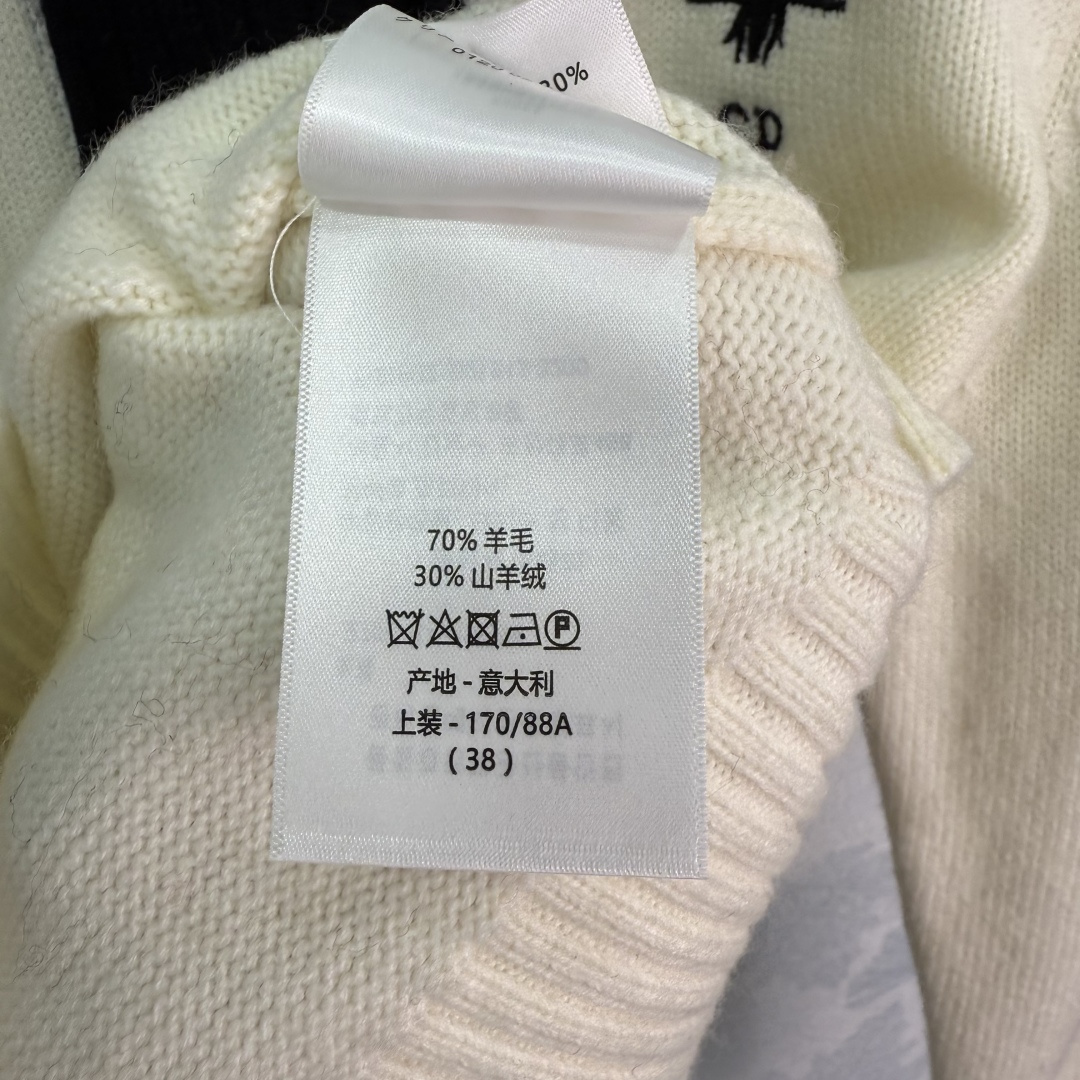 70% 羊毛
30% 山羊绒
P
产地 - 意大利
上装 - 170/88A
( 38 )